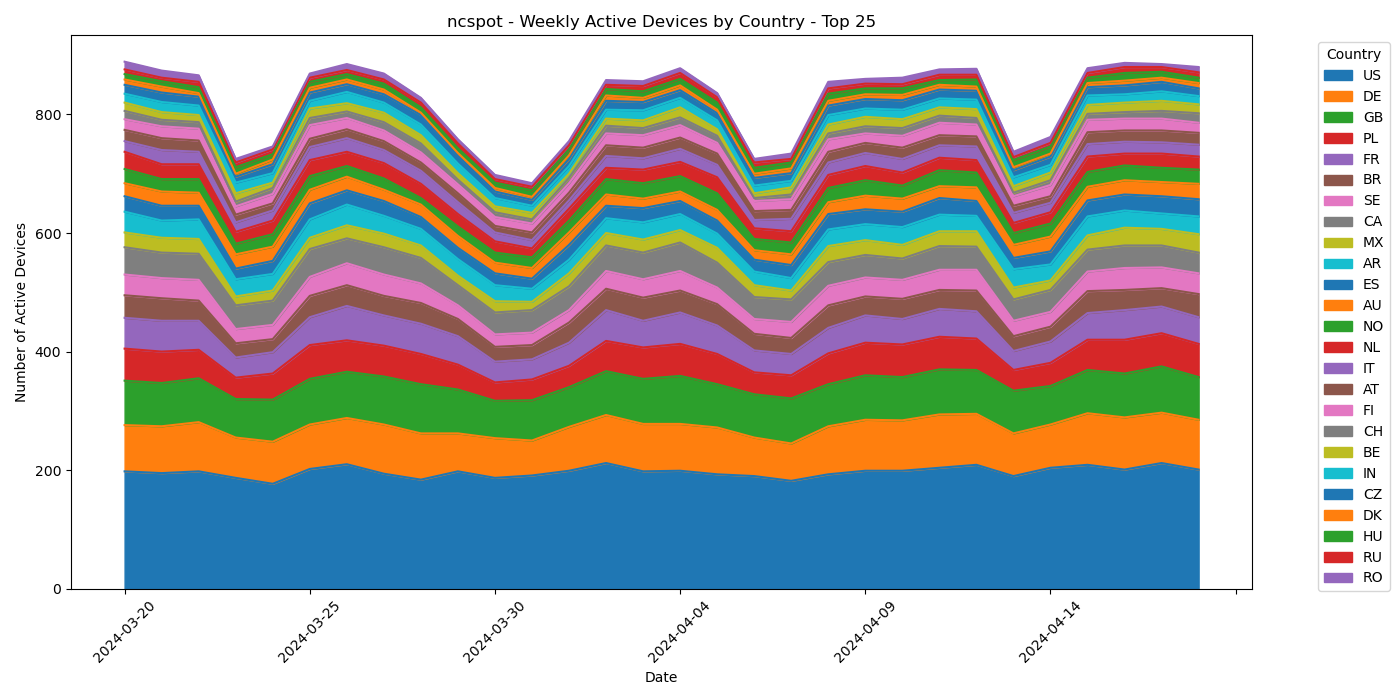 ncspot - Weekly Active Devices by Country - Top 25
Number of Active Devices
800
600
400
200
0
2024-03-20
2024-03-25
2024-03-30
2024-04-04
2024-04-09
2024-04-14
Date
Country
US
DE
GB
PL
FR
BR
SE
CA
MX
AR
ES
AU
NO
NL
IT
AT
FI
CH
BE
IN
CZ
DK
HU
RU
RO